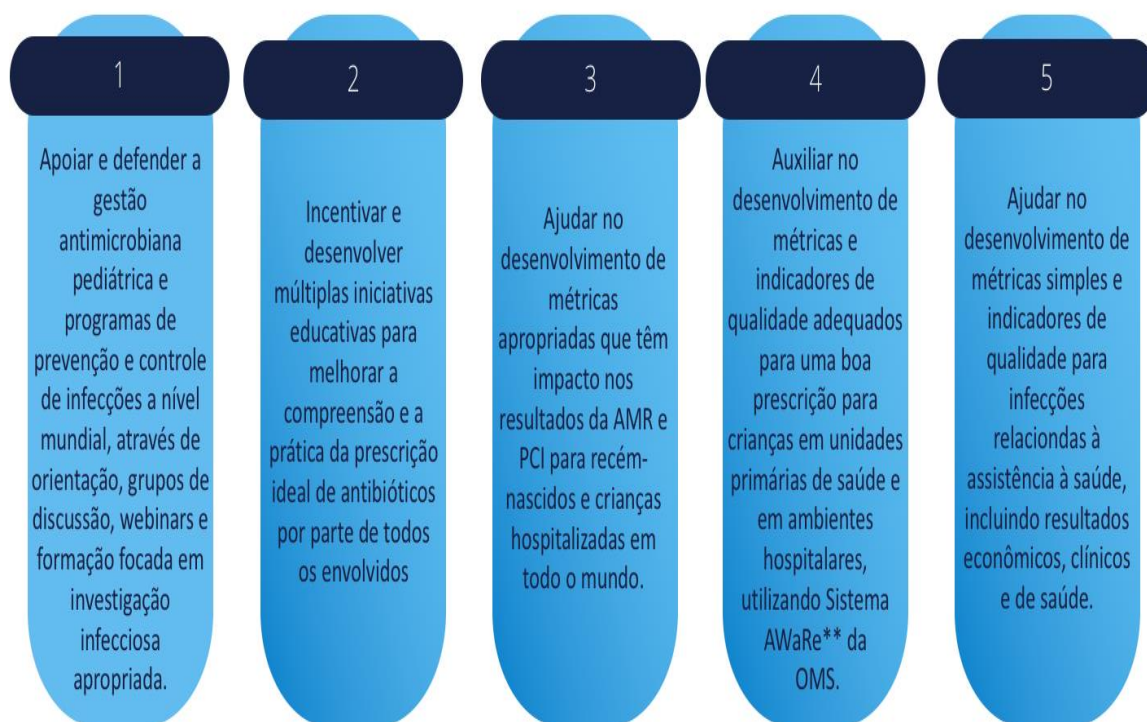 1
Apoiar e defender a
gestão
antimicrobiana
pediátrica e
programas de
prevenção e controle
de infecções a nível
mundial, através de
orientação, grupos de
discussão, webinars e
formação focada em
investigação
infecciosa
apropriada.
2
Incentivar e
desenvolver
múltiplas iniciativas
educativas para
melhorar a
compreensão e a
prática da prescrição
ideal de antibióticos
por parte de todos
os envolvidos
3
Ajudar no
desenvolvimento de
métricas
apropriadas que têm
impacto nos
resultados da AMR e
PCI para recém-
nascidos e crianças
hospitalizadas em
todo o mundo.
4
Auxiliar no
desenvolvimento de
métricas e
indicadores de
qualidade adequados
para uma boa
prescrição para
crianças em unidades
primárias de saúde e
em ambientes
hospitalares,
utilizando Sistema
AWaRe** da
OMS.
5
Ajudar no
desenvolvimento de
métricas simples e
indicadores de
qualidade para
infecções
relaciondas à
assistência à saúde,
incluindo resultados
econômicos, clínicos
e de saúde.